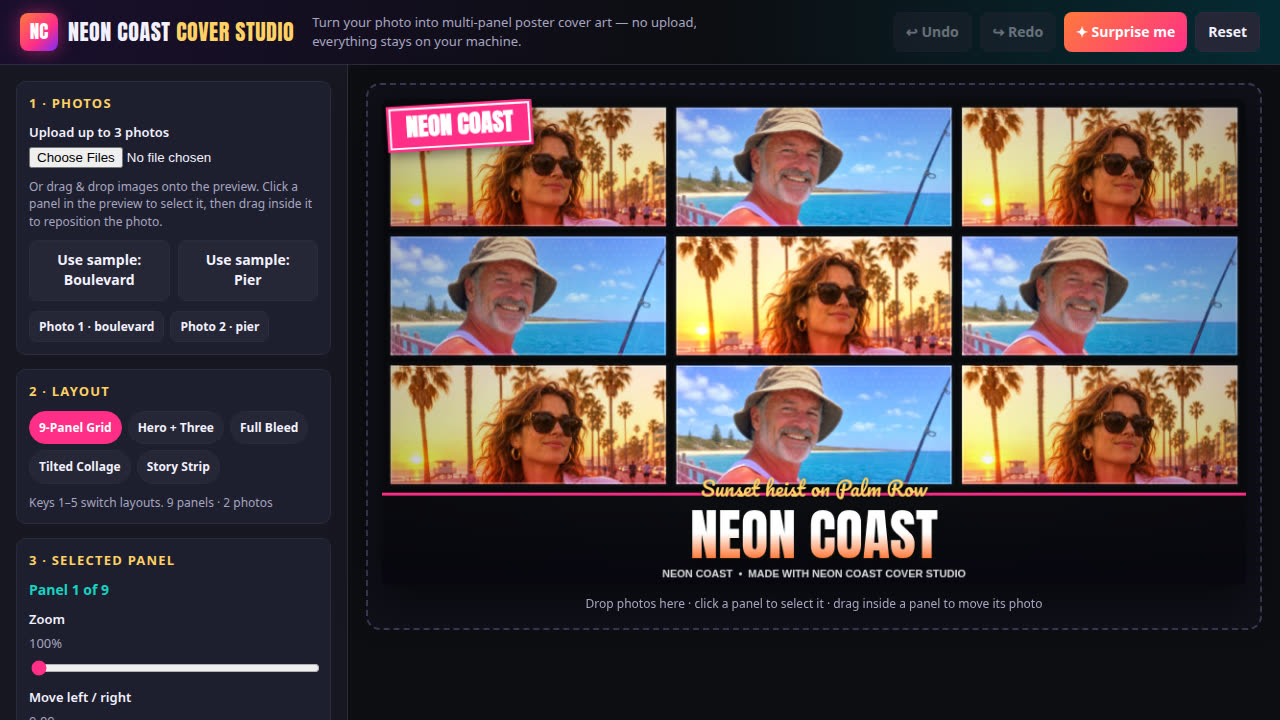 NC
NEON COAST COVER STUDIO
Turn your photo into multi-panel poster cover art — no upload,
everything stays on your machine.
↩ Undo
↪ Redo
✦ Surprise me
Reset
1 · PHOTOS
Upload up to 3 photos
Choose Files No file chosen
Or drag & drop images onto the preview. Click a
panel in the preview to select it, then drag inside it
to reposition the photo.
Use sample:
Boulevard
Use sample:
Pier
Photo 1 · boulevard
Photo 2 · pier
2 · LAYOUT
9-Panel Grid
Hero + Three
Full Bleed
Tilted Collage
Story Strip
Keys 1–5 switch layouts. 9 panels · 2 photos
3 · SELECTED PANEL
Panel 1 of 9
Zoom
100%
Move left / right
NEON COAST
Sunset heist on Palm Row
NEON COAST
NEON COAST • MADE WITH NEON COAST COVER STUDIO
Drop photos here · click a panel to select it · drag inside a panel to move its photo